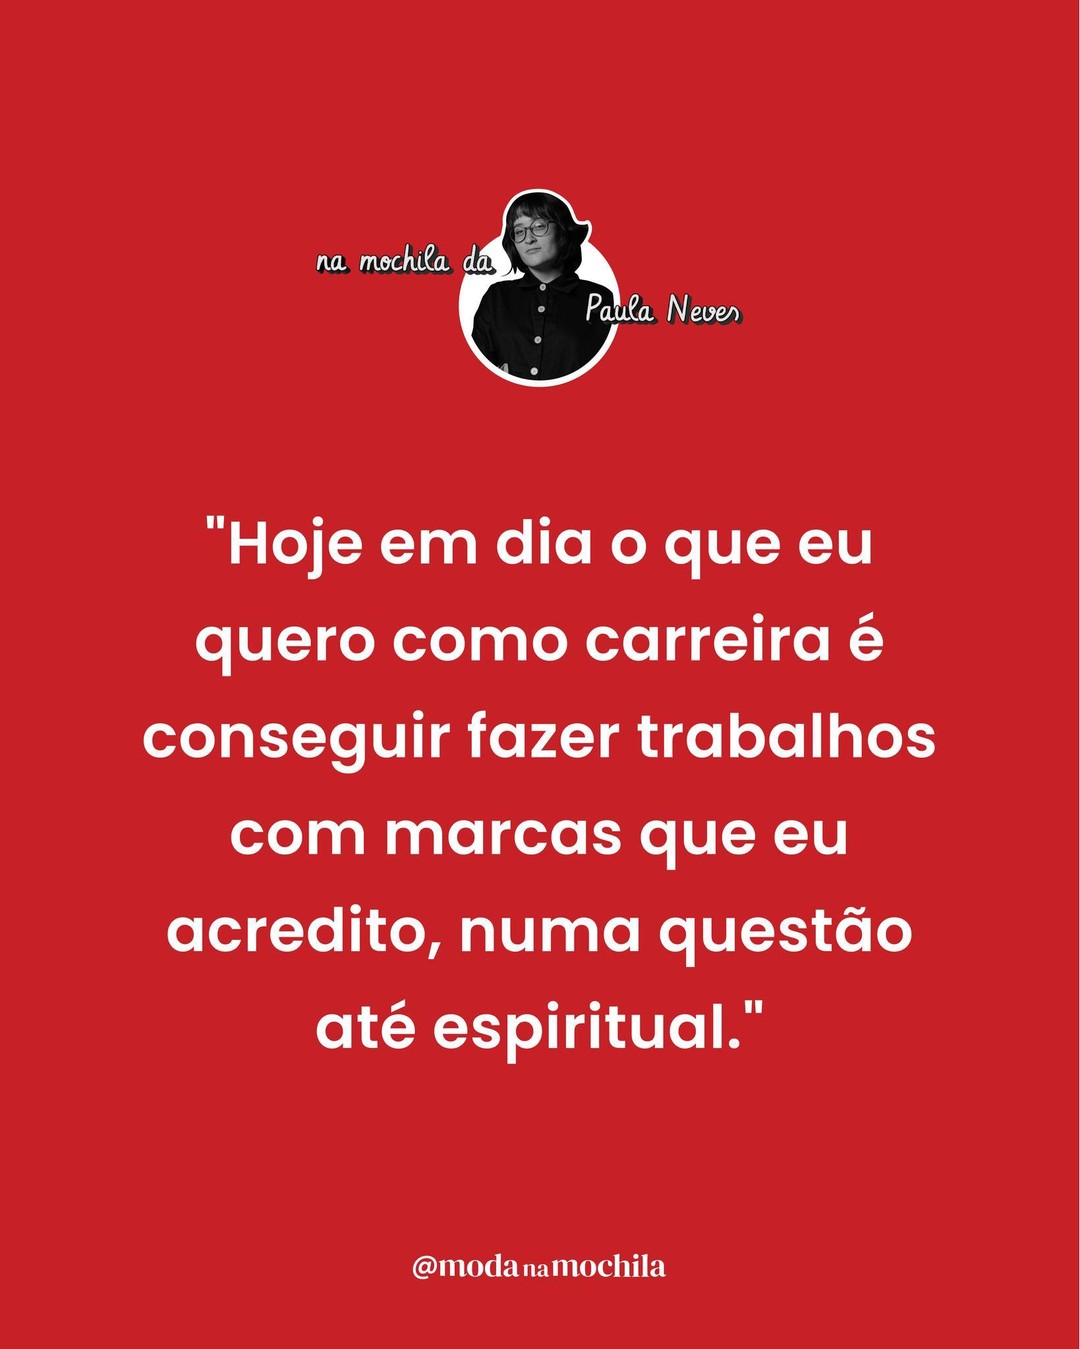 na mochila da
Paula Neves
"Hoje em dia o que eu
quero como carreira é
conseguir fazer trabalhos
com marcas que eu
acredito, numa questão
até espiritual."
@modanamochila